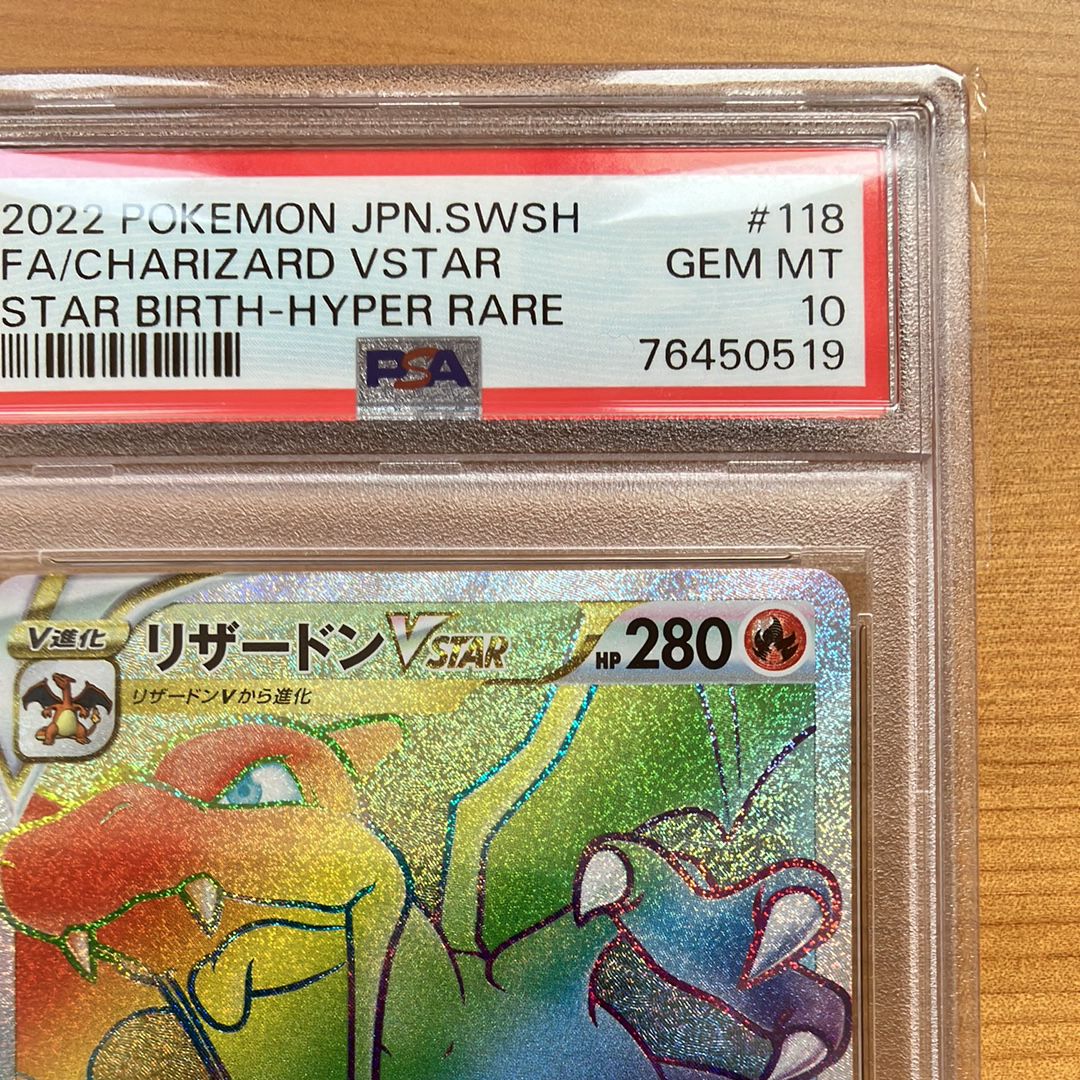 2022 POKEMON JPN.SWSH #118
FA/CHARIZARD VSTAR GEM MT
STAR BIRTH-HYPER RARE 10
76450519
PSA
V進化 リザードンVSTAR HP 280
リザードンVから進化